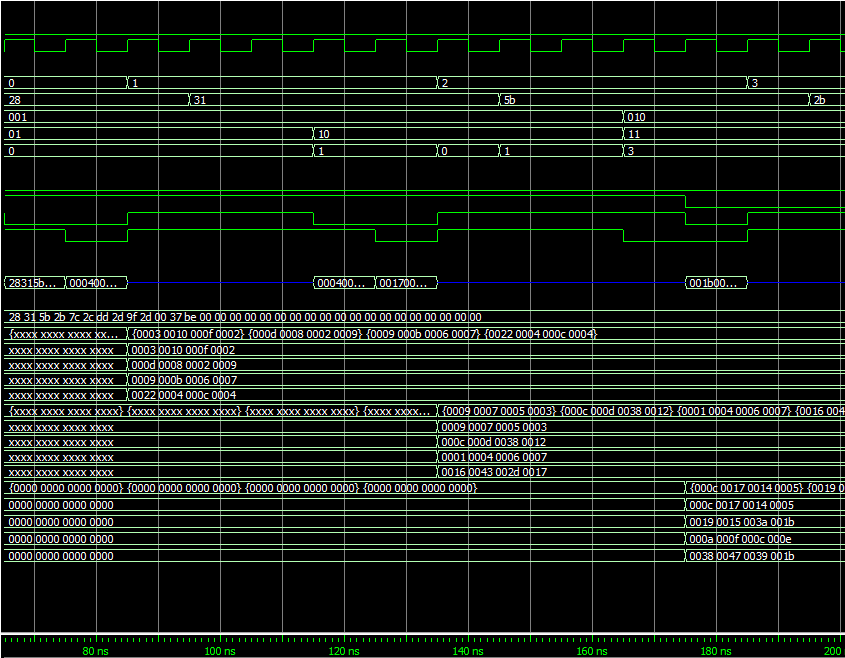 0 1 2 3
28 31 5b 2b
001 010
01 10 11
0 1 0 1 3
28315b... 000400... 000400... 001700... 001b00...
28 31 5b 2b 7c 2c dd 2d 9f 2d 00 37 be 00 00 00 00 00 00 00 00 00 00 00 00 00 00 00 00 00 00 00
{xxxx xxxx xxxx xx... {0003 0010 000f 0002} {000d 0008 0002 0009} {0009 000b 0006 0007} {0022 0004 000c 0004}
xxxx xxxx xxxx xxxx 0003 0010 000f 0002
xxxx xxxx xxxx xxxx 000d 0008 0002 0009
xxxx xxxx xxxx xxxx 0009 000b 0006 0007
xxxx xxxx xxxx xxxx 0022 0004 000c 0004
{xxxx xxxx xxxx xxxx} {xxxx xxxx xxxx xxxx} {xxxx xxxx xxxx xxxx} {xxxx xxxx... {0009 0007 0005 0003} {000c 000d 0038 0012} {0001 0004 0006 0007} {0016 004
xxxx xxxx xxxx xxxx 0009 0007 0005 0003
xxxx xxxx xxxx xxxx 000c 000d 0038 0012
xxxx xxxx xxxx xxxx 0001 0004 0006 0007
xxxx xxxx xxxx xxxx 0016 0043 002d 0017
{0000 0000 0000 0000} {0000 0000 0000 0000} {0000 0000 0000 0000} {0000 0000 0000 0000} {000c 0017 0014 0005} {0019 0
0000 0000 0000 0000 000c 0017 0014 0005
0000 0000 0000 0000 0019 0015 003a 001b
0000 0000 0000 0000 000a 000f 000c 000e
0000 0000 0000 0000 0038 0047 0039 001b
80 ns 100 ns 120 ns 140 ns 160 ns 180 ns 200